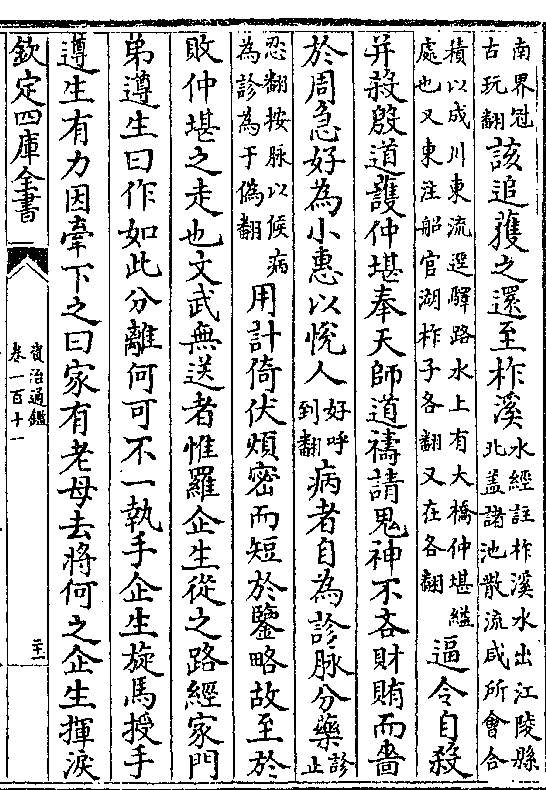 南界冠
古玩翻
該追獲之還至柞溪
水經註柞溪水出江陵縣
北蓋諸池散流咸所會合
積以成川東流逕驛路水上有大橋仲堪縊
處也又東注船官湖柞子各翻又在各翻
逼令自殺
并殺殷道護仲堪奉天師道禱請鬼神不吝財賄而嗇
於周急好為小惠以悅人
好呼
到翻
病者自為診脉分藥
診
止
忍翻按脉以候病
為診為于偽翻
用計倚伏煩密而短於鑒略故至於
敗仲堪之走也文武無送者惟羅企生從之路經家門
弟遵生曰作如此分離何可不一執手企生旋馬授手
遵生有力因牽下之曰家有老母去將何之企生揮淚
欽定四庫全書
資治通鑑
卷一百十一